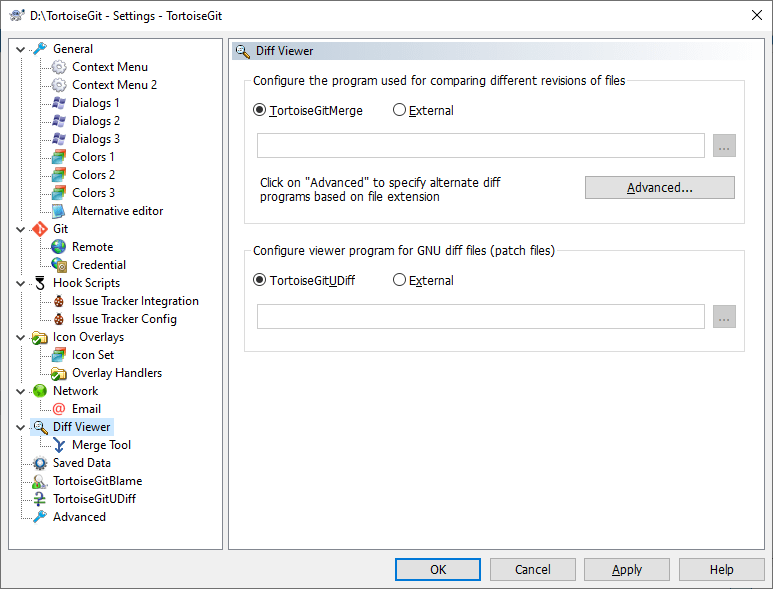 D:\TortoiseGit - Settings - TortoiseGit
General
Context Menu
Context Menu 2
Dialogs 1
Dialogs 2
Dialogs 3
Colors 1
Colors 2
Colors 3
Alternative editor
Git
Remote
Credential
Hook Scripts
Issue Tracker Integration
Issue Tracker Config
Icon Overlays
Icon Set
Overlay Handlers
Network
@ Email
Diff Viewer
Merge Tool
Saved Data
TortoiseGitBlame
TortoiseGitUDiff
Advanced
Diff Viewer
Configure the program used for comparing different revisions of files
TortoiseGitMerge
External
...
Click on "Advanced" to specify alternate diff
programs based on file extension
Advanced...
Configure viewer program for GNU diff files (patch files)
TortoiseGitUDiff
External
...
OK
Cancel
Apply
Help